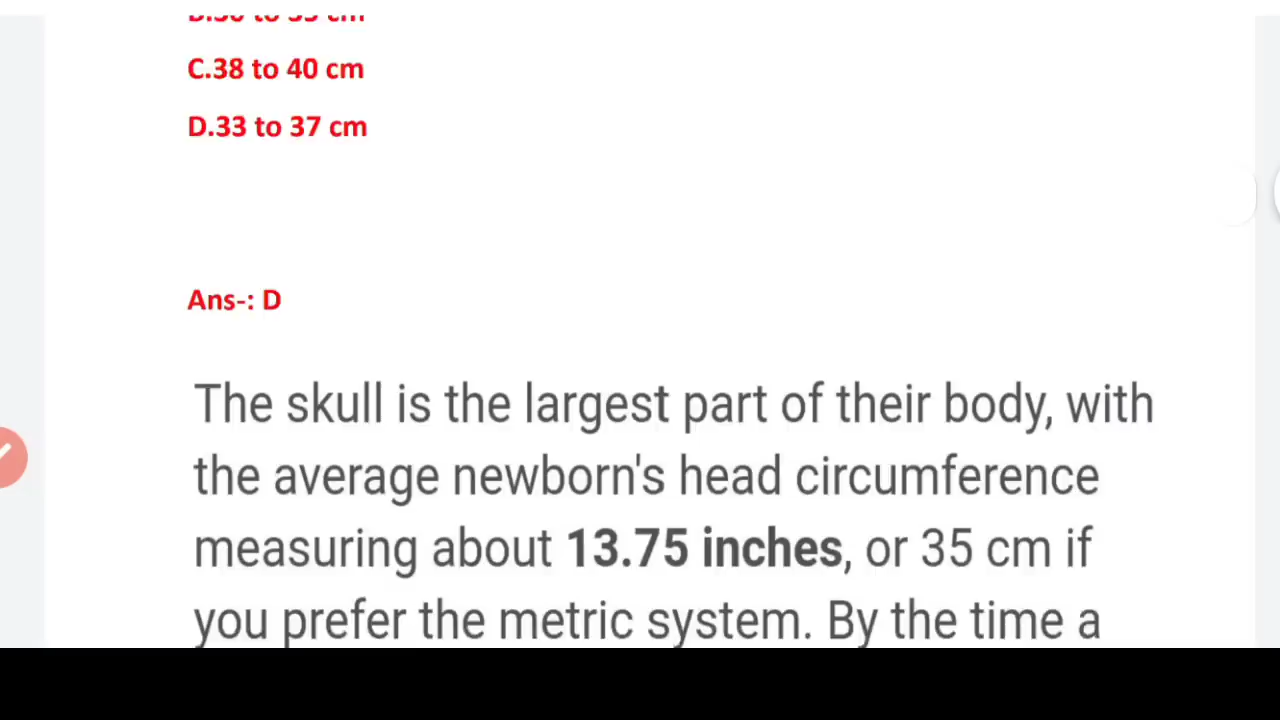 C.38 to 40 cm
D.33 to 37 cm
Ans-: D
The skull is the largest part of their body, with
the average newborn's head circumference
measuring about 13.75 inches, or 35 cm if
you prefer the metric system. By the time a